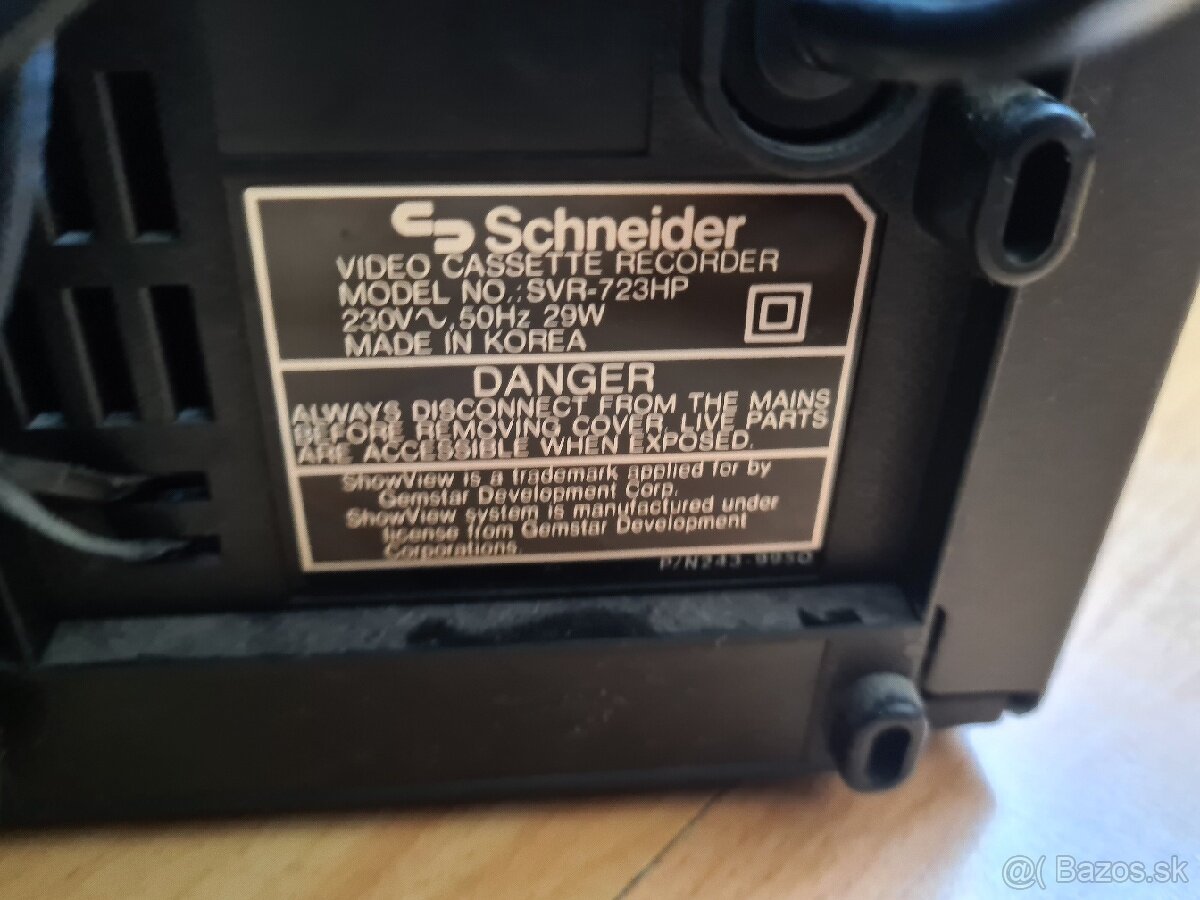 Schneider
VIDEO CASSETTE RECORDER
MODEL NO.: SVR-723HP
230V~, 50Hz 29W
MADE IN KOREA
DANGER
ALWAYS DISCONNECT FROM THE MAINS
BEFORE REMOVING COVER. LIVE PARTS
ARE ACCESSIBLE WHEN EXPOSED.
ShowView is a trademark applied for by
Gemstar Development Corp.
ShowView system is manufactured under
license from Gemstar Development
Corporations.
@( Bazos.sk